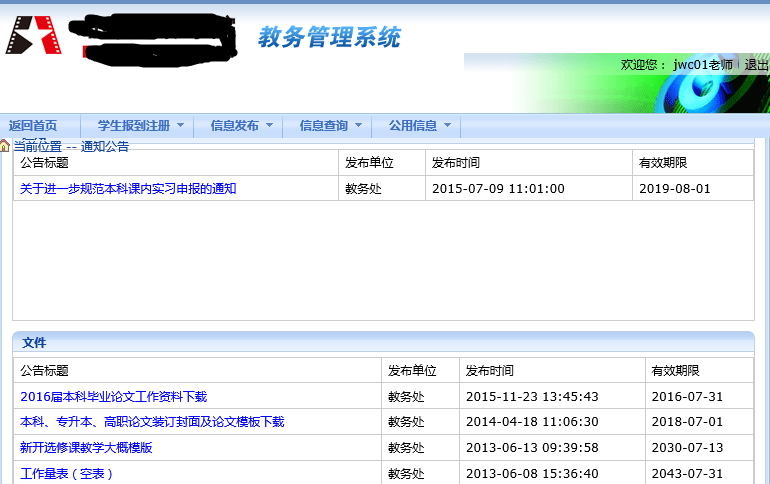 教务管理系统
欢迎您： jwc01老师 退出
返回首页 学生报到注册 信息发布 信息查询 公用信息
当前位置 -- 通知公告
公告标题 发布单位 发布时间 有效期限
关于进一步规范本科课内实习申报的通知 教务处 2015-07-09 11:01:00 2019-08-01
文件
公告标题 发布单位 发布时间 有效期限
2016届本科毕业论文工作资料下载 教务处 2015-11-23 13:45:43 2016-07-31
本科、专升本、高职论文装订封面及论文模板下载 教务处 2014-04-18 11:06:30 2018-07-01
新开选修课教学大概模版 教务处 2013-06-13 09:39:58 2030-07-13
工作量表（空表） 教务处 2013-06-08 15:36:40 2043-07-31